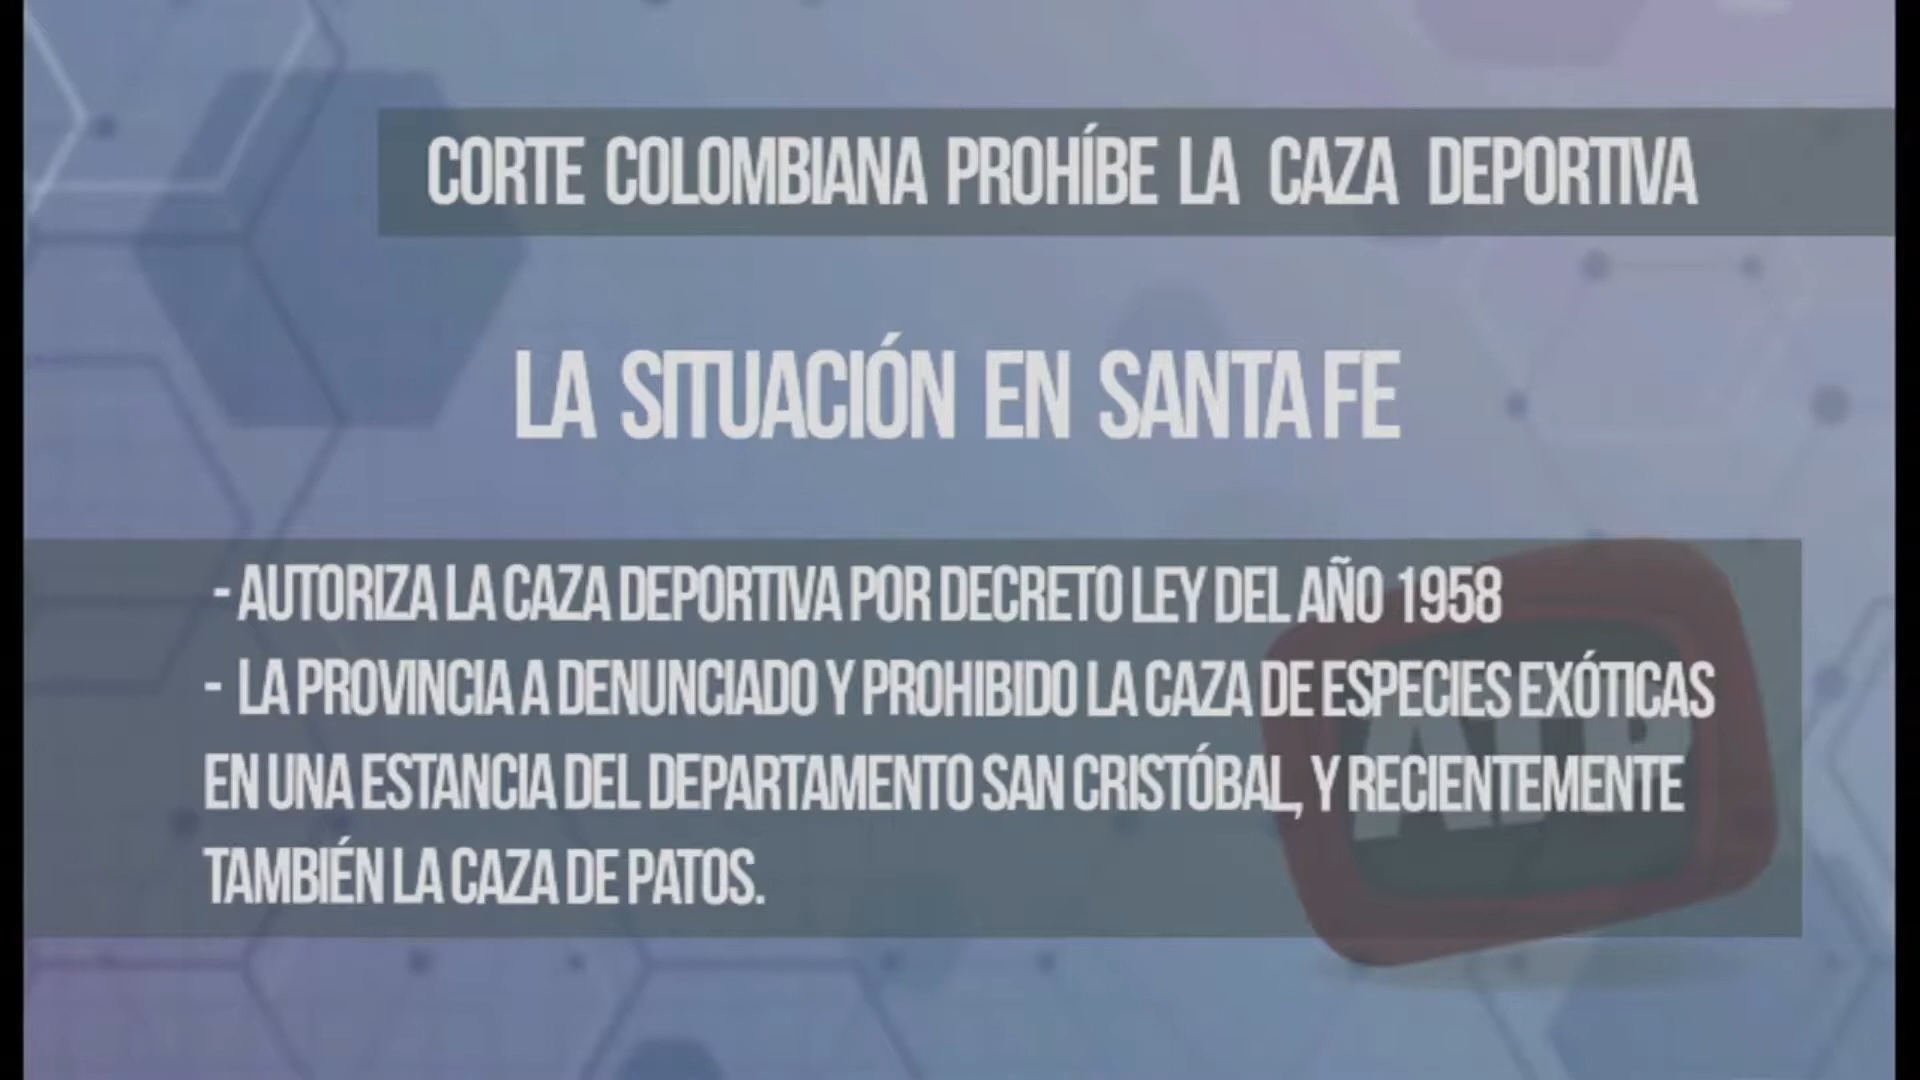 CORTE COLOMBIANA PROHÍBE LA CAZA DEPORTIVA
LA SITUACIÓN EN SANTA FE
- AUTORIZA LA CAZA DEPORTIVA POR DECRETO LEY DEL AÑO 1958
- LA PROVINCIA A DENUNCIADO Y PROHIBIDO LA CAZA DE ESPECIES EXÓTICAS
EN UNA ESTANCIA DEL DEPARTAMENTO SAN CRISTÓBAL, Y RECIENTEMENTE
TAMBIÉN LA CAZA DE PATOS.